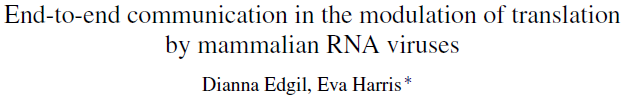 End-to-end communication in the modulation of translation
by mammalian RNA viruses
Dianna Edgil, Eva Harris*